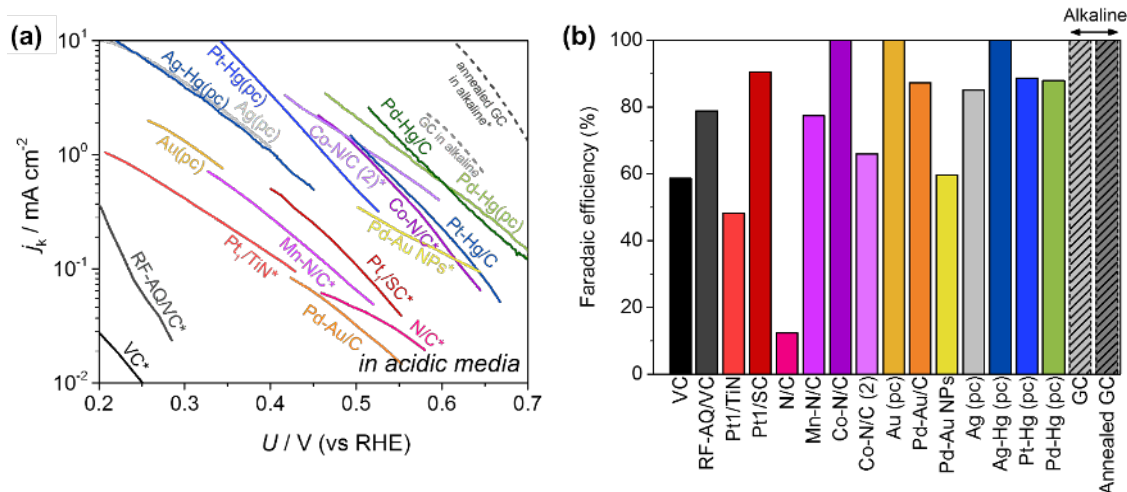 (a)
10¹
10⁰
10⁻¹
10⁻²
jₖ / mA cm⁻²
0.2
0.3
0.4
0.5
0.6
0.7
U / V (vs RHE)
Ag-Hg(pc)
Ag(pc)
Pt-Hg(pc)
Au(pc)
Co-N/C (2)*
Pd-Hg/C
annealed GC
in alkaline*
GC in alkaline
Pd-Hg(pc)
Co-N/C*
Pt-Hg/C
Pd-Au NPs*
Pt₁/TiN*
Mn-N/C*
Pt₁/SC*
RF-AQ/VC*
Pd-Au/C
N/C*
VC*
in acidic media
(b)
Alkaline
100
80
60
40
20
0
Faradaic efficiency (%)
VC
RF-AQ/VC
Pt1/TiN
Pt1/SC
N/C
Mn-N/C
Co-N/C
Co-N/C (2)
Au (pc)
Pd-Au/C
Pd-Au NPs
Ag (pc)
Ag-Hg (pc)
Pt-Hg (pc)
Pd-Hg (pc)
GC
Annealed GC